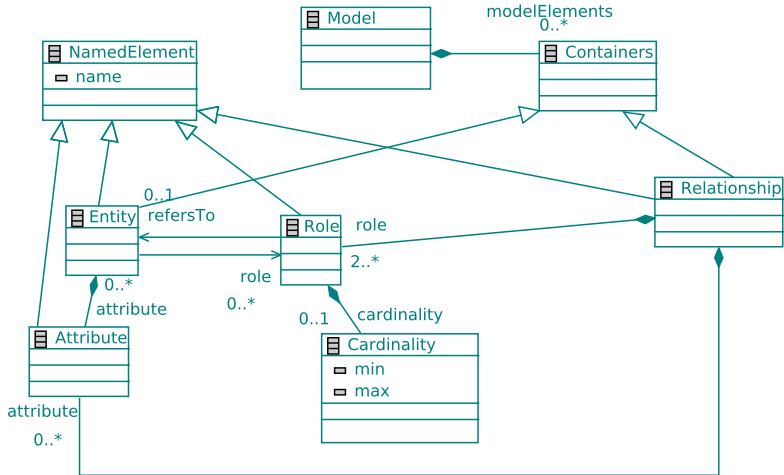 Model
modelElements
0..*
NamedElement
name
Containers
Relationship
0..1
refersTo
Entity
Role
role
2..*
role
0..*
0..*
attribute
0..1
cardinality
Attribute
Cardinality
min
max
attribute
0..*